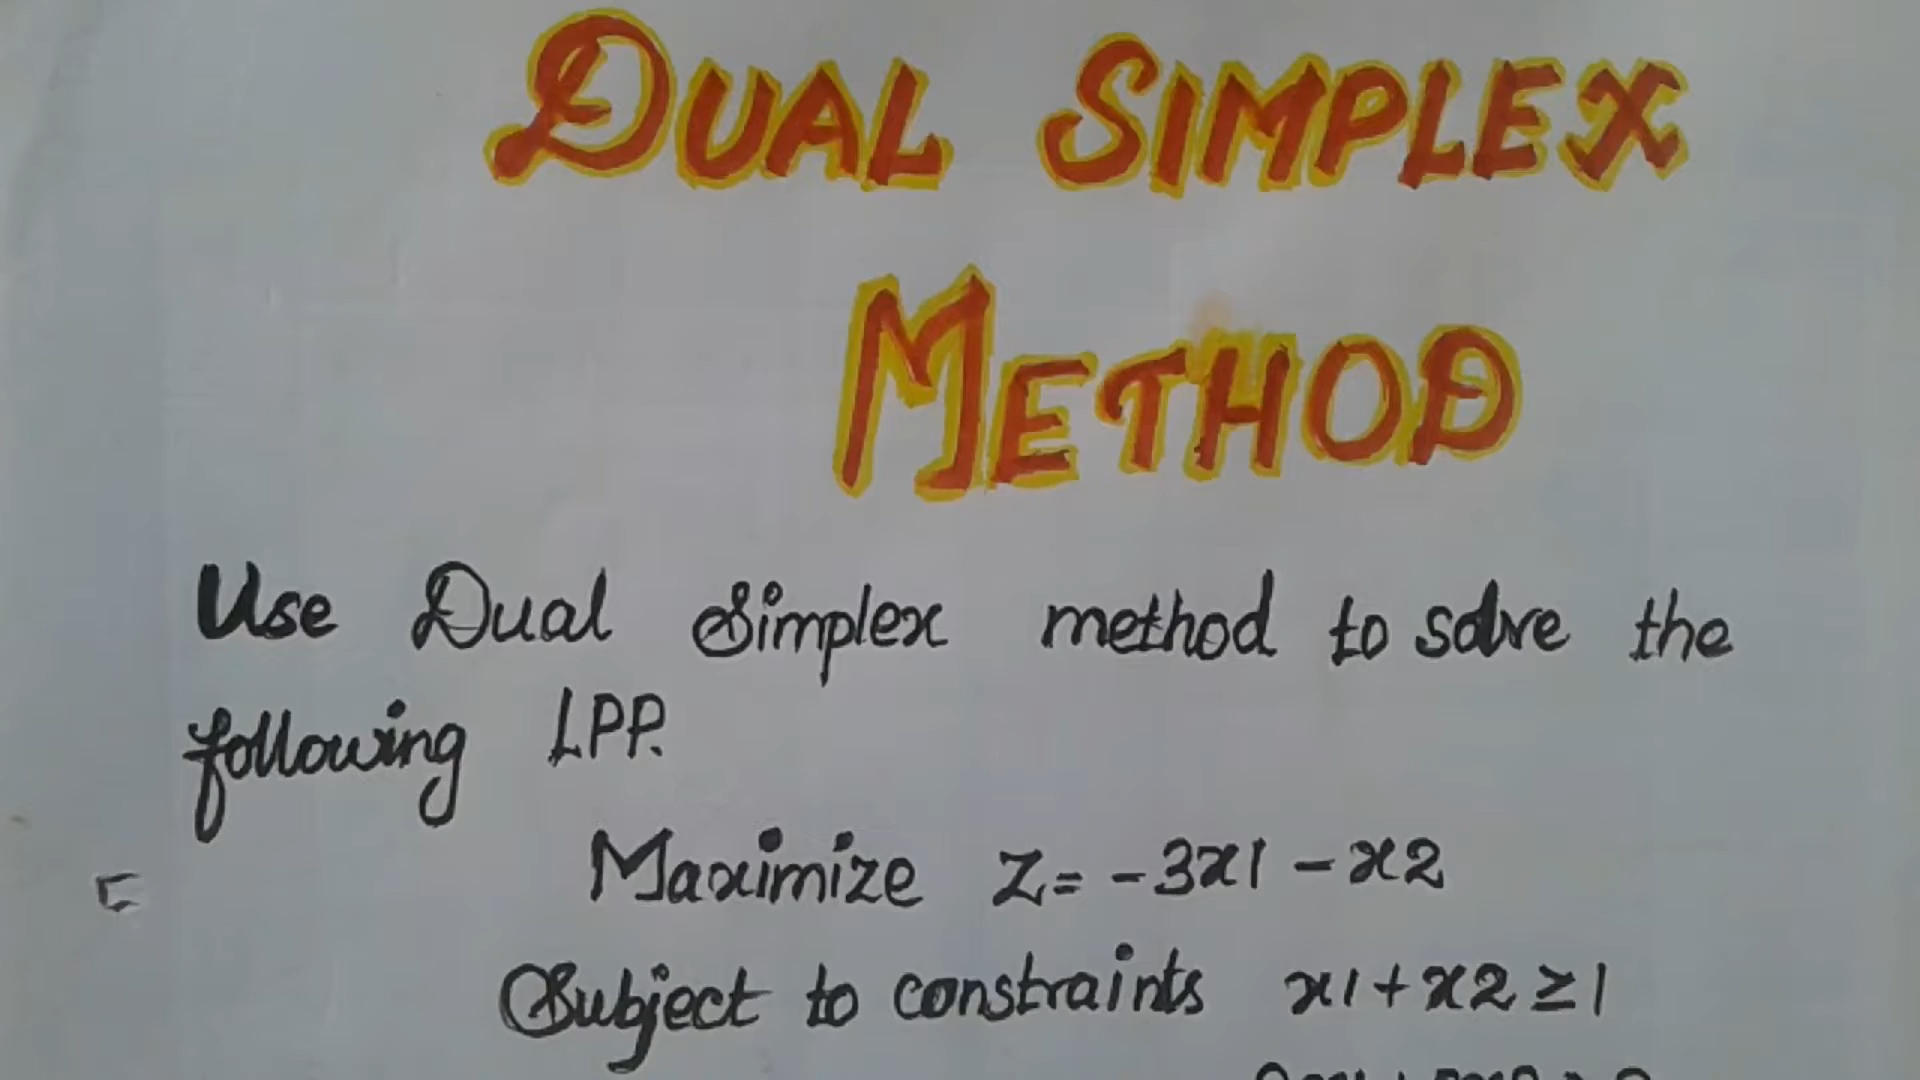 DUAL SIMPLEX
METHOD
Use Dual Simplex method to solve the
following LPP.
Maximize Z = -3x1 - x2
Subject to constraints x1 + x2 ≥ 1